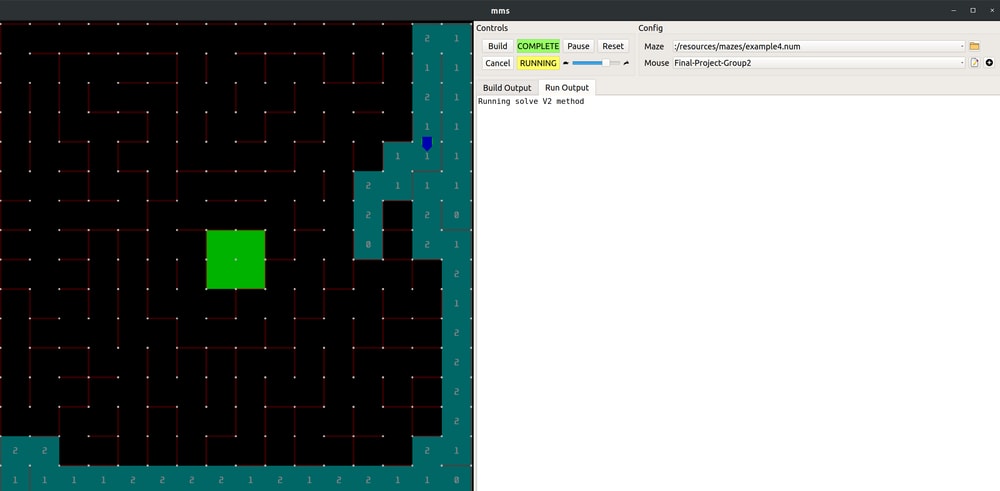 mms
Controls
Config
Build COMPLETE Pause Reset
Maze :/resources/mazes/example4.num
Cancel RUNNING
Mouse Final-Project-Group2
Build Output Run Output
Running solve V2 method
2 1
1 1
2 1
1 1
1 1 1
2 1 1 1
2 2 0
0 2 1
2
1
2
2
2
2
2 2 2 1
1 1 1 1 2 2 2 2 1 2 1 2 2 1 1 0